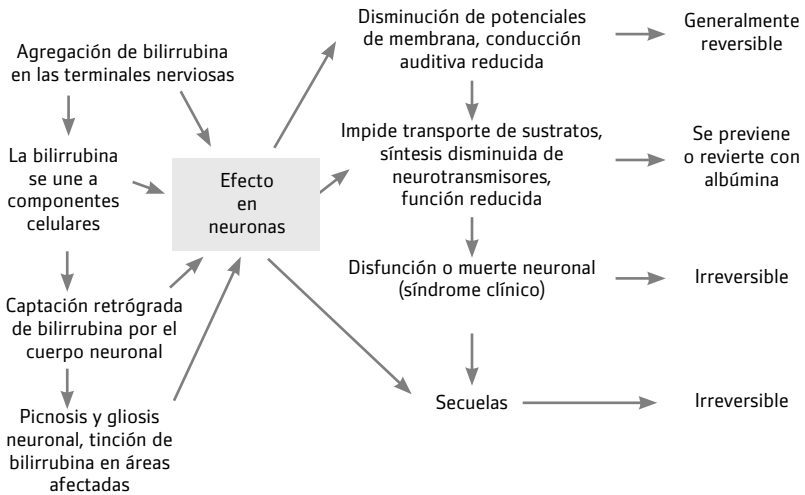 Agregación de bilirrubina
en las terminales nerviosas
La bilirrubina
se une a
componentes
celulares
Captación retrógrada
de bilirrubina por el
cuerpo neuronal
Picnosis y gliosis
neuronal, tinción de
bilirrubina en áreas
afectadas
Efecto
en
neuronas
Disminución de potenciales
de membrana, conducción
auditiva reducida
Generalmente
reversible
Impide transporte de sustratos,
síntesis disminuida de
neurotransmisores,
función reducida
Se previene
o revierte con
albúmina
Disfunción o muerte neuronal
(síndrome clínico)
Irreversible
Secuelas
Irreversible